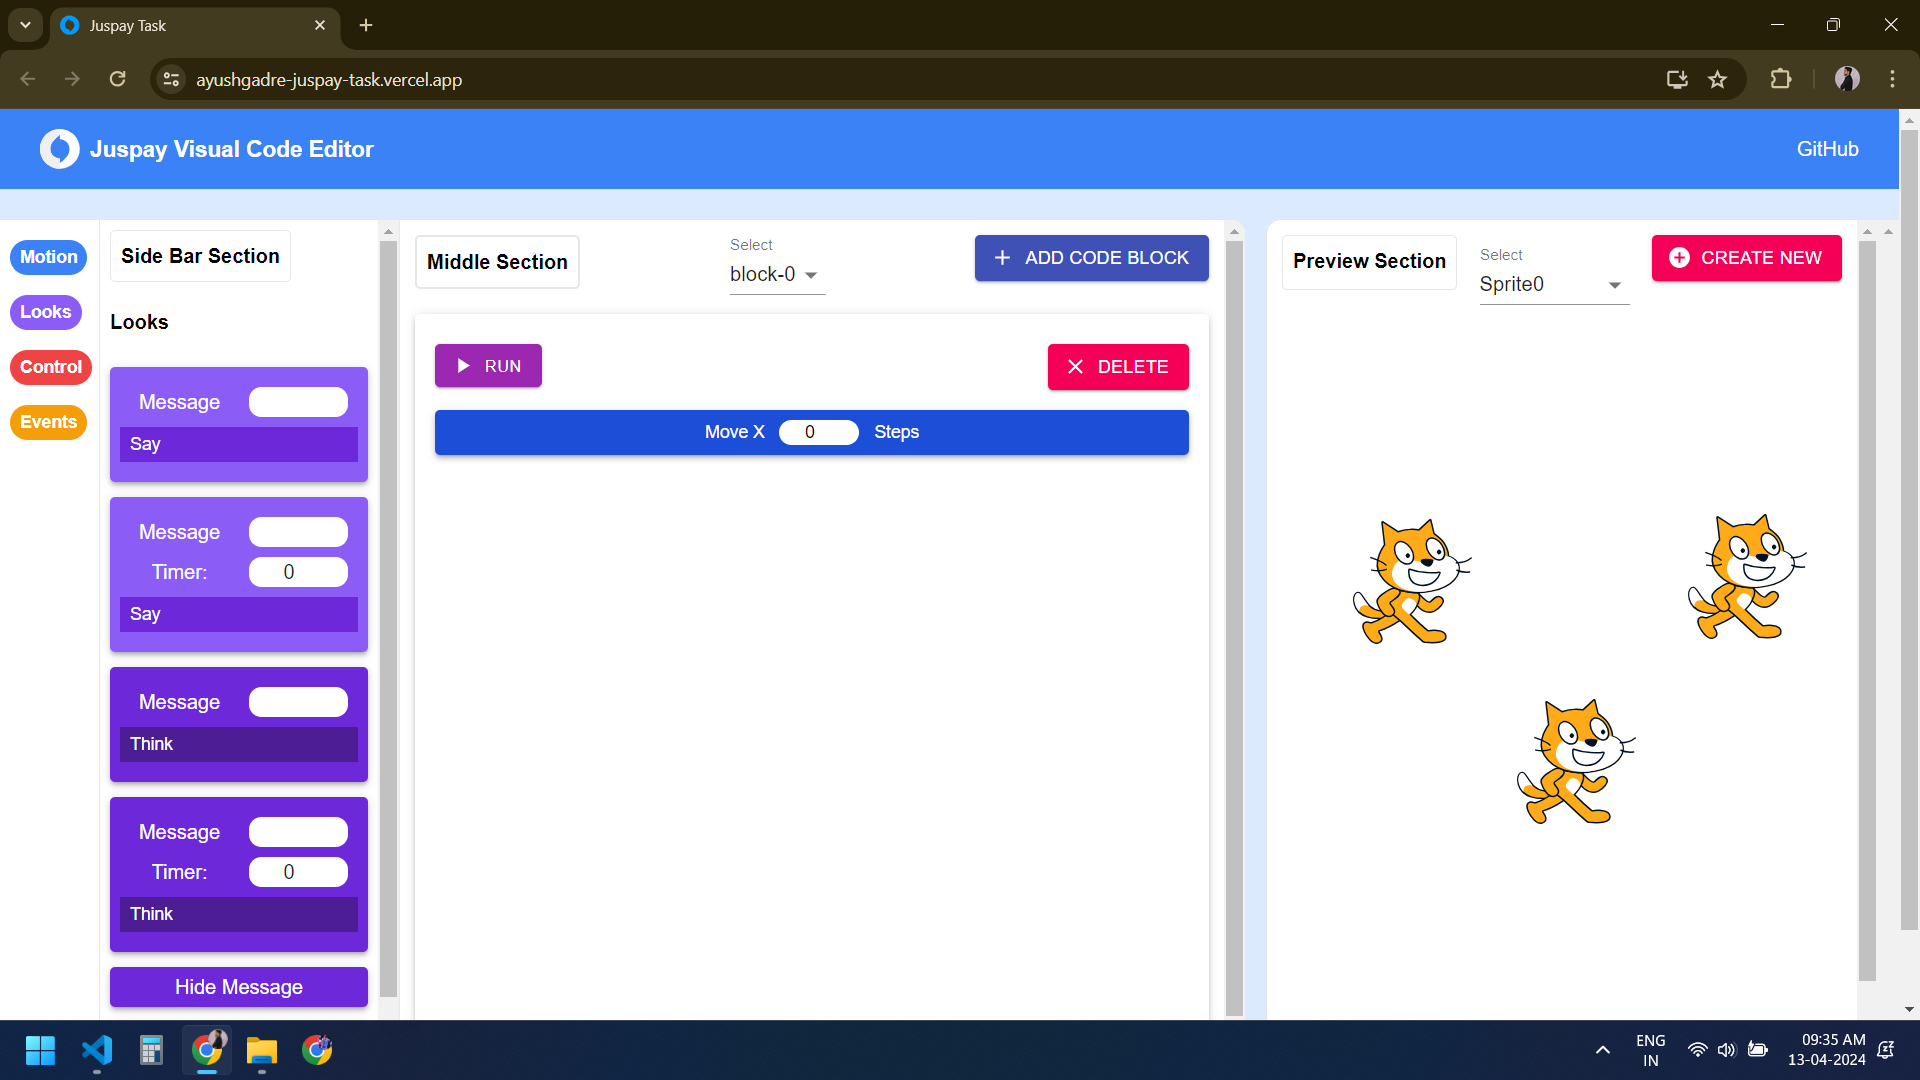 Juspay Task
ayushgadre-juspay-task.vercel.app
Juspay Visual Code Editor
GitHub
Motion
Looks
Control
Events
Side Bar Section
Looks
Message
Say
Message
Timer: 0
Say
Message
Think
Message
Timer: 0
Think
Hide Message
Middle Section
Select
block-0
ADD CODE BLOCK
RUN
DELETE
Move X 0 Steps
Preview Section
Select
Sprite0
CREATE NEW
ENG
IN
09:35 AM
13-04-2024